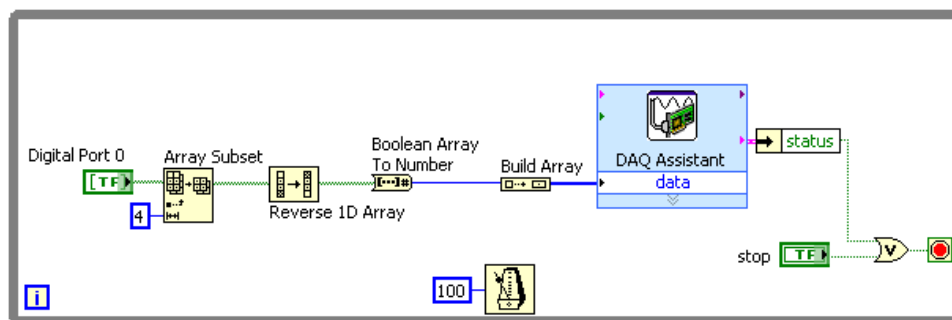 Digital Port 0
TF
Array Subset
4
Reverse 1D Array
Boolean Array
To Number
#
Build Array
DAQ Assistant
data
status
stop
TF
V
100
i